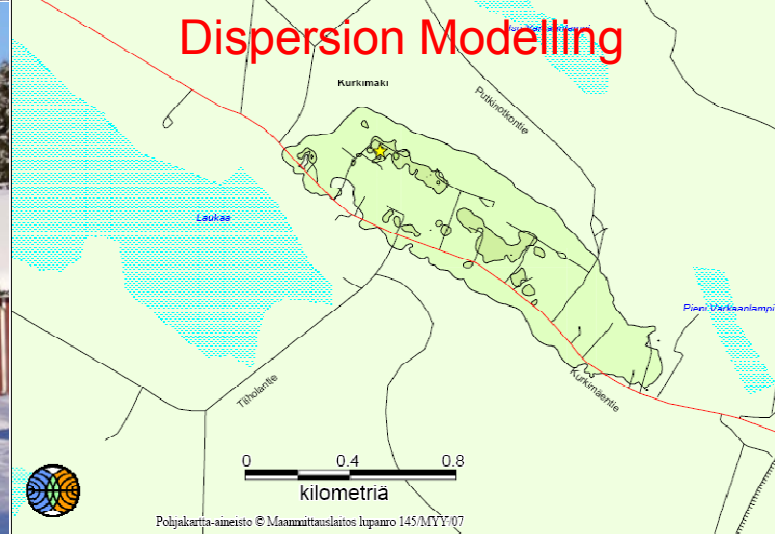 Dispersion Modelling
Kurkimäki
Putkinotkontie
Laukaa
Pieni Varkaanlampi
Tiiholantie
Kurkimäentie
0 0.4 0.8
kilometriä
Pohjakartta-aineisto © Maanmittauslaitos lupanro 145/MYY/07